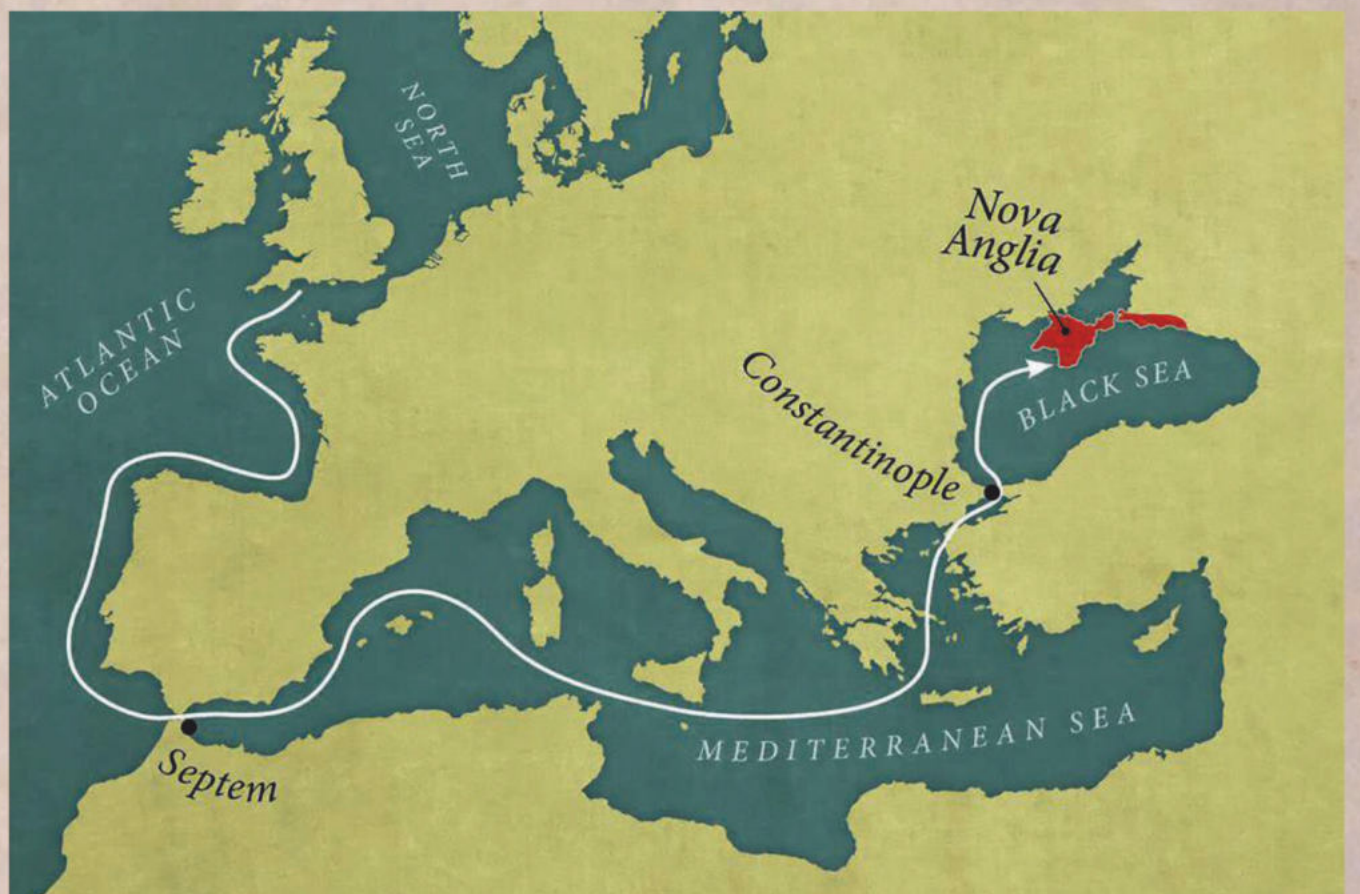 NORTH
SEA
Nova
Anglia
ATLANTIC
OCEAN
Constantinople
BLACK SEA
MEDITERRANEAN SEA
Septem